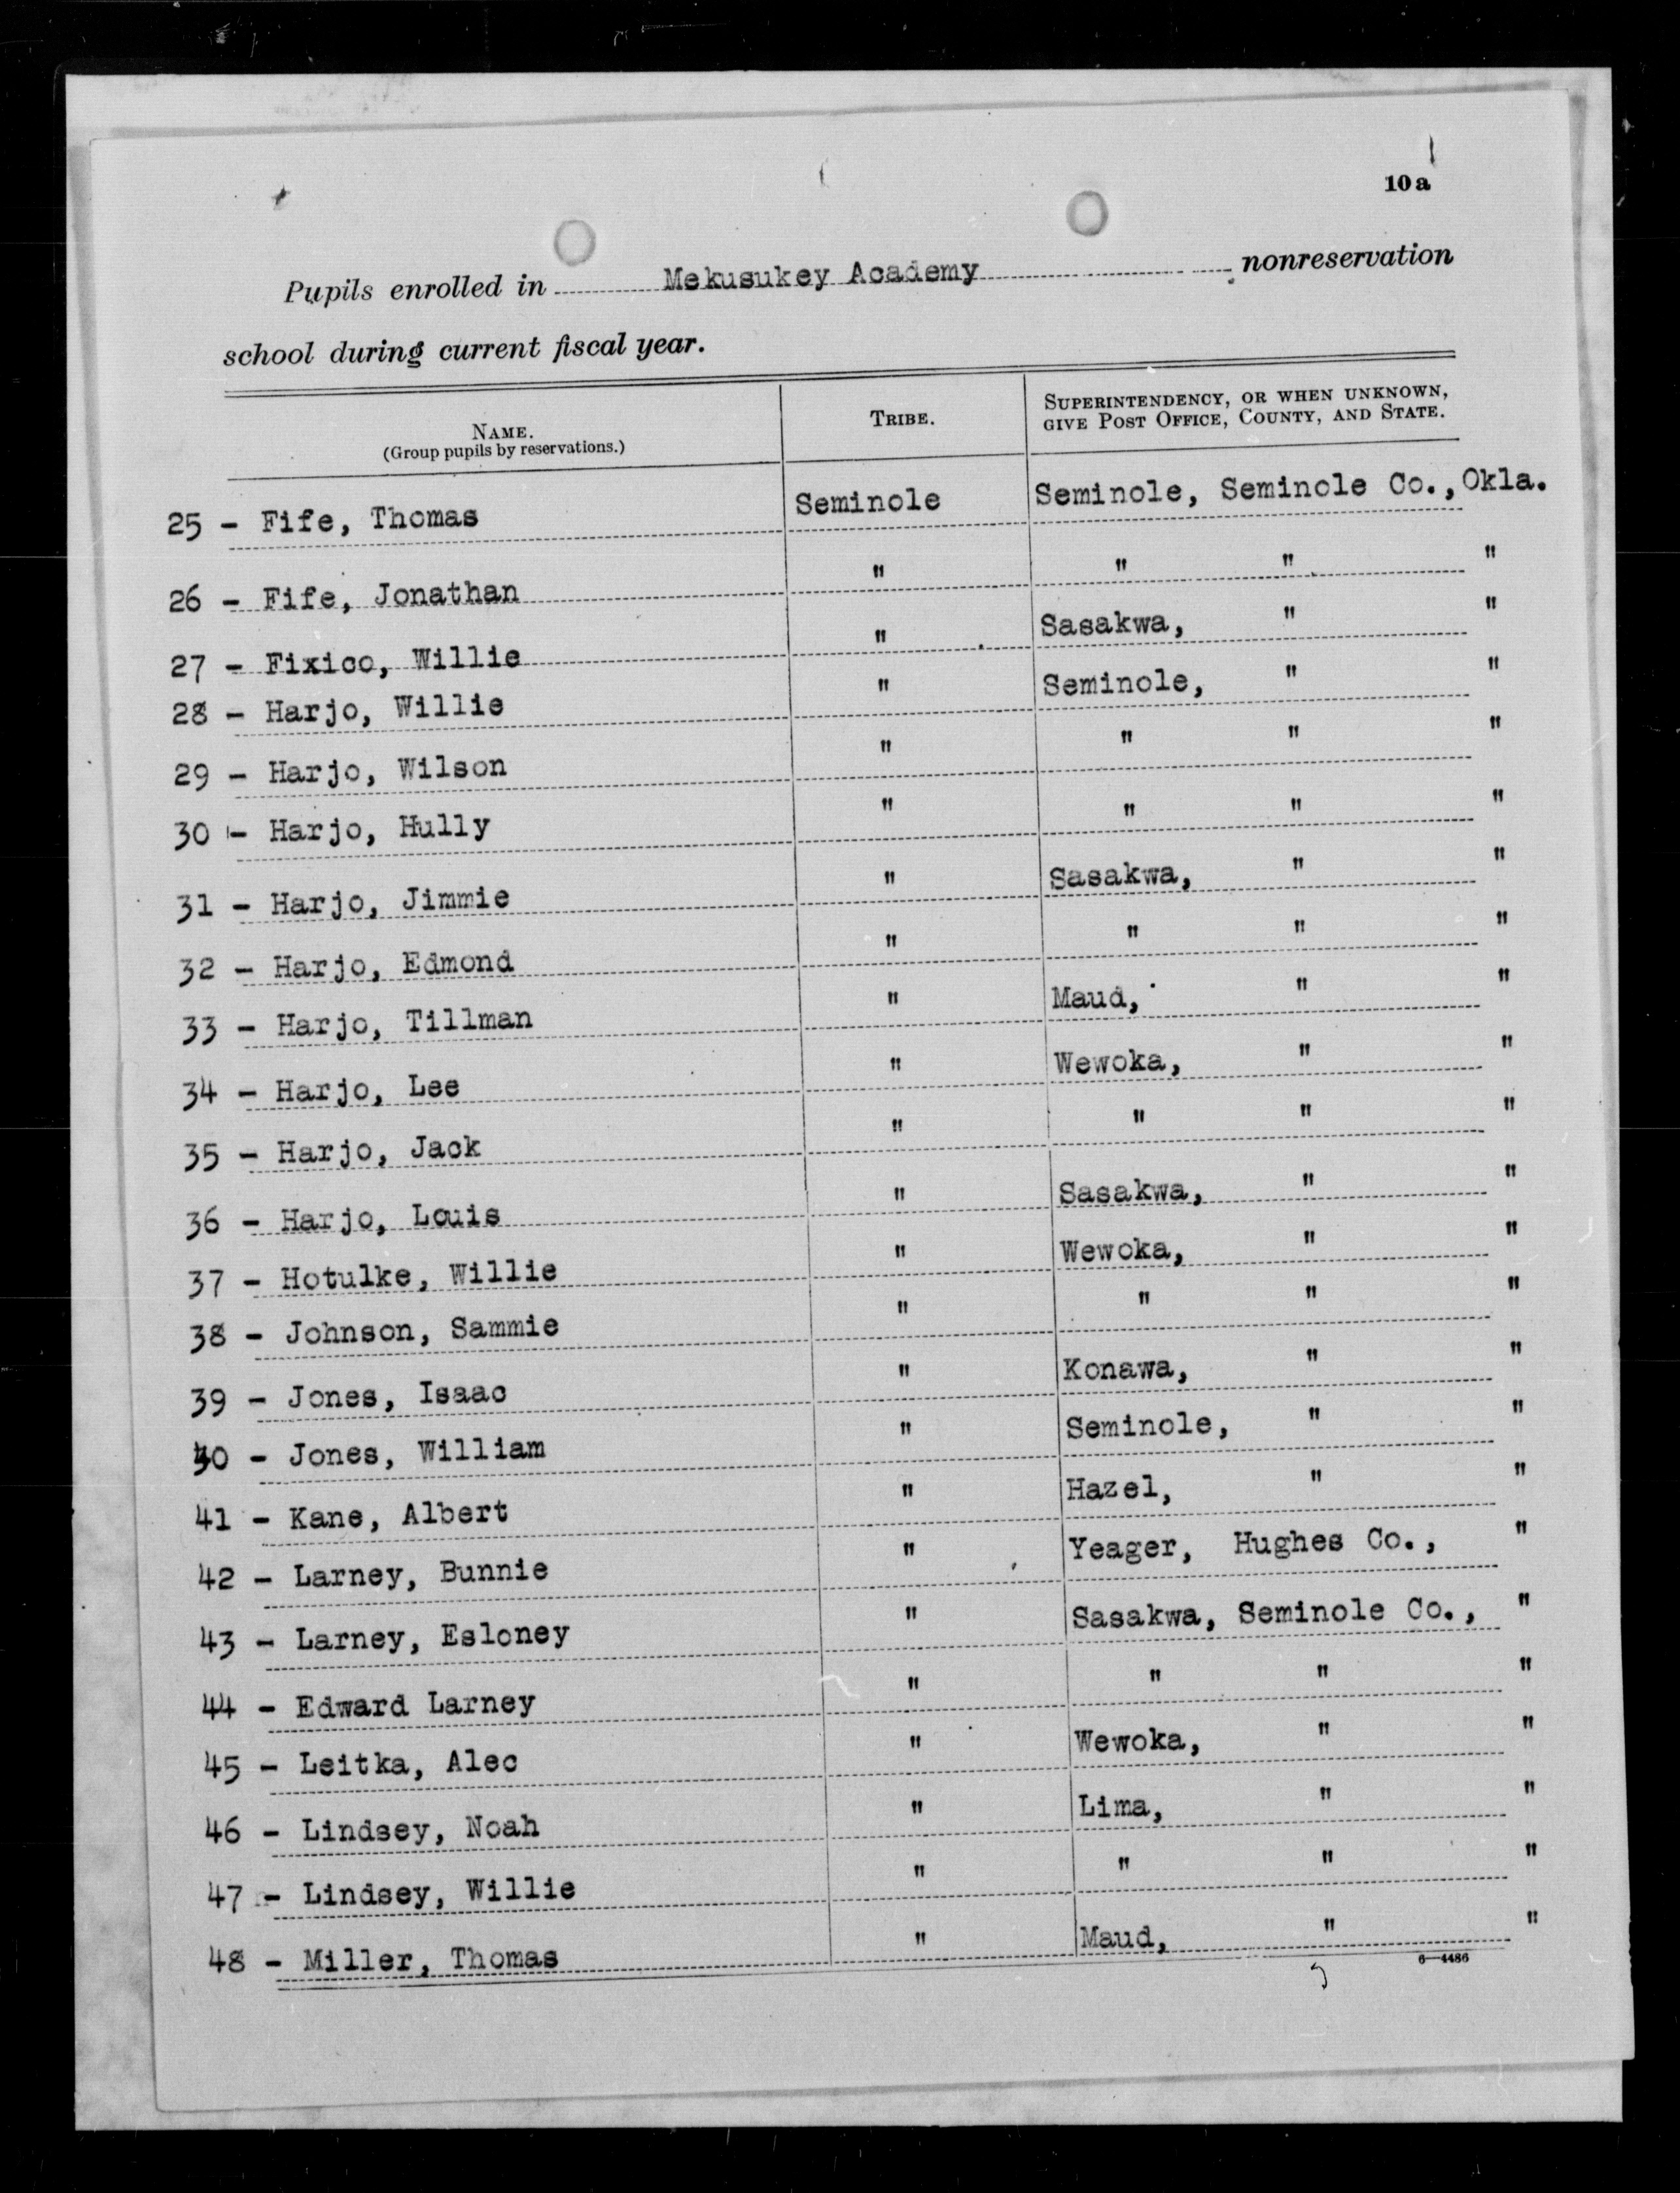 10a
Pupils enrolled in Mekusukey Academy, nonreservation
school during current fiscal year.
NAME. (Group pupils by reservations.) TRIBE. SUPERINTENDENCY, OR WHEN UNKNOWN, GIVE POST OFFICE, COUNTY, AND STATE.
25 - Fife, Thomas Seminole Seminole, Seminole Co., Okla.
26 - Fife, Jonathan " " " "
27 - Fixico, Willie " Sasakwa, " "
28 - Harjo, Willie " Seminole, " "
29 - Harjo, Wilson " " " "
30 - Harjo, Hully " " " "
31 - Harjo, Jimmie " Sasakwa, " "
32 - Harjo, Edmond " " " "
33 - Harjo, Tillman " Maud, " "
34 - Harjo, Lee " Wewoka, " "
35 - Harjo, Jack " " " "
36 - Harjo, Louis " Sasakwa, " "
37 - Hotulke, Willie " Wewoka, " "
38 - Johnson, Sammie " " " "
39 - Jones, Isaac " Konawa, " "
40 - Jones, William " Seminole, " "
41 - Kane, Albert " Hazel, " "
42 - Larney, Bunnie " Yeager, Hughes Co., "
43 - Larney, Esloney " Sasakwa, Seminole Co., "
44 - Edward Larney " " " "
45 - Leitka, Alec " Wewoka, " "
46 - Lindsey, Noah " Lima, " "
47 - Lindsey, Willie " " " "
48 - Miller, Thomas " Maud, " "
6—4486